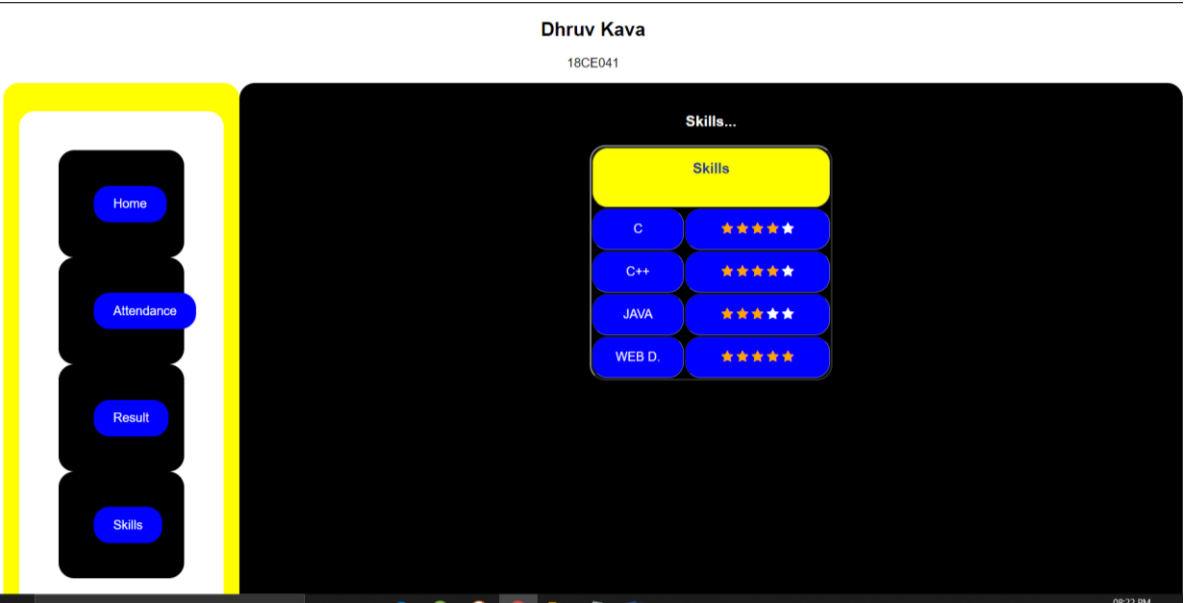 Dhruv Kava
18CE041
Home
Attendance
Result
Skills
Skills...
Skills
C
C++
JAVA
WEB D.